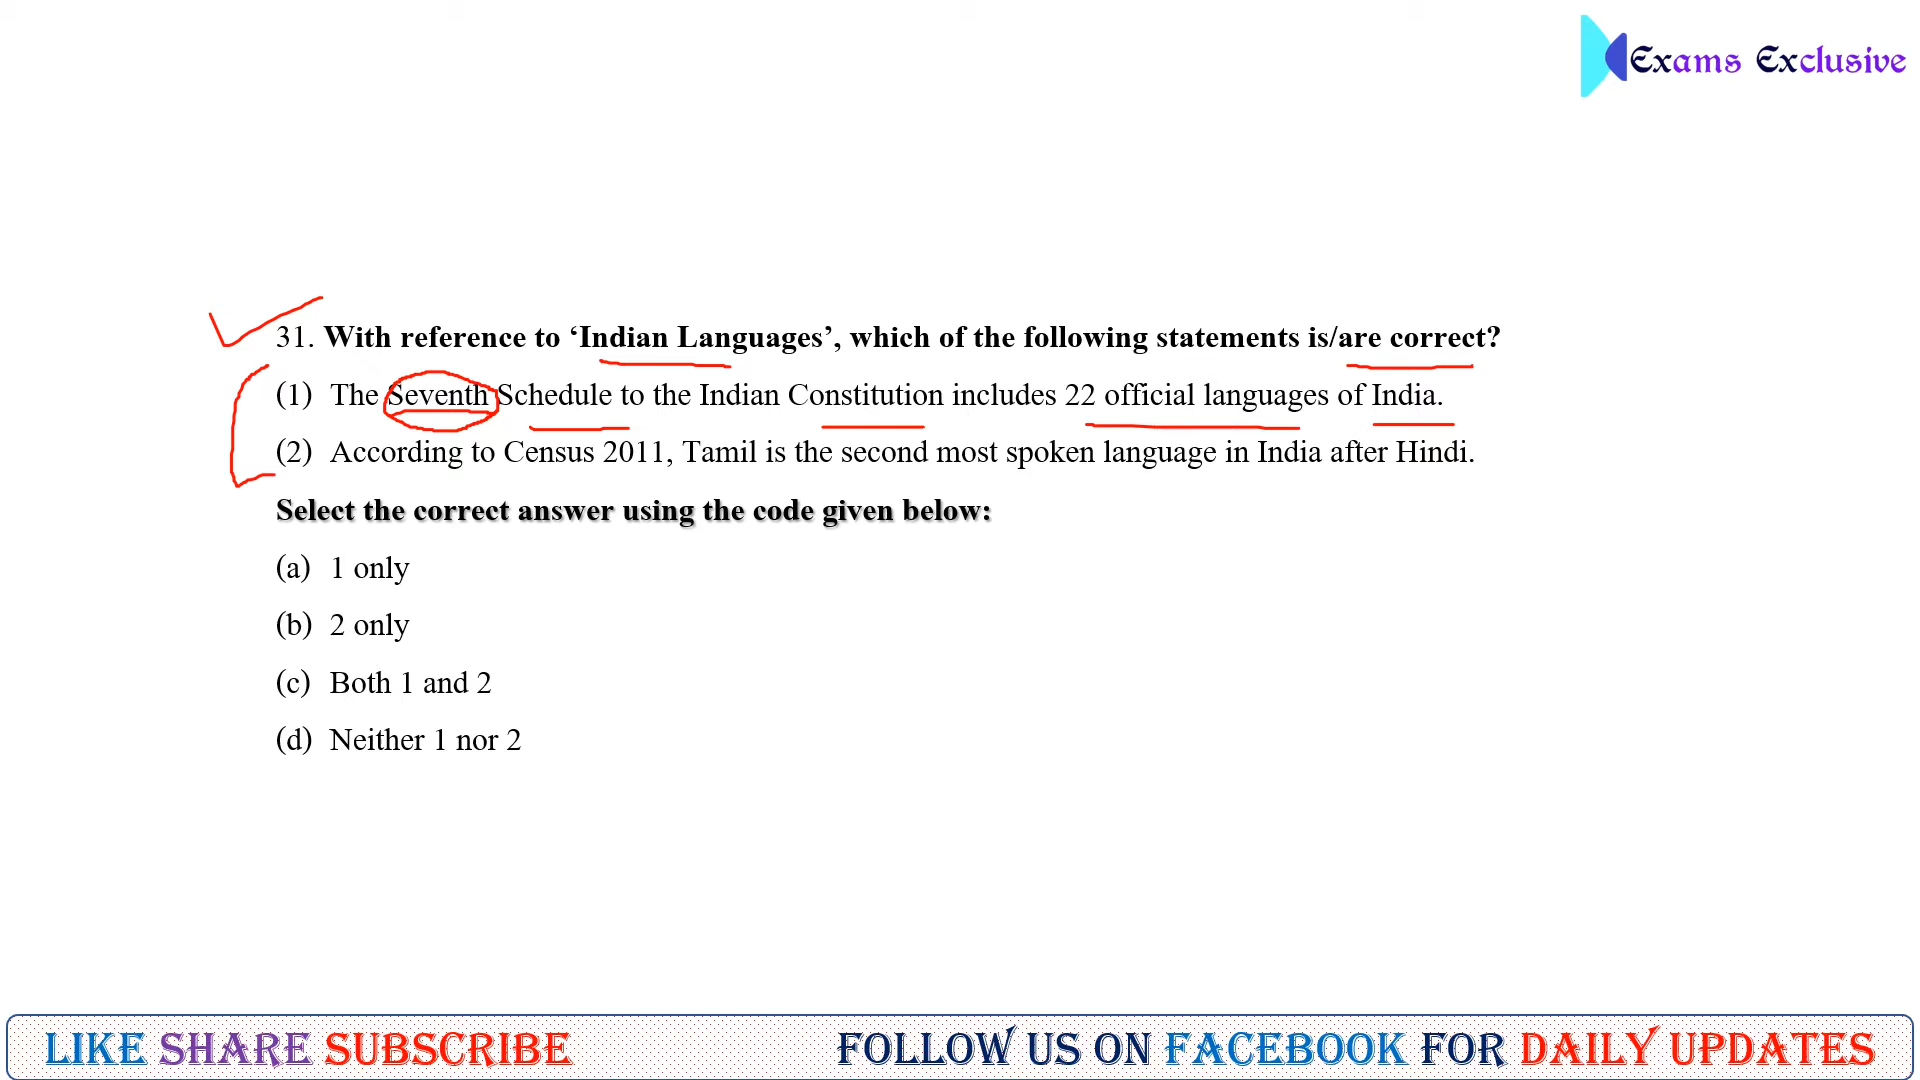 Exams Exclusive
31. With reference to ‘Indian Languages’, which of the following statements is/are correct?
(1) The Seventh Schedule to the Indian Constitution includes 22 official languages of India.
(2) According to Census 2011, Tamil is the second most spoken language in India after Hindi.
Select the correct answer using the code given below:
(a) 1 only
(b) 2 only
(c) Both 1 and 2
(d) Neither 1 nor 2
LIKE SHARE SUBSCRIBE FOLLOW US ON FACEBOOK FOR DAILY UPDATES